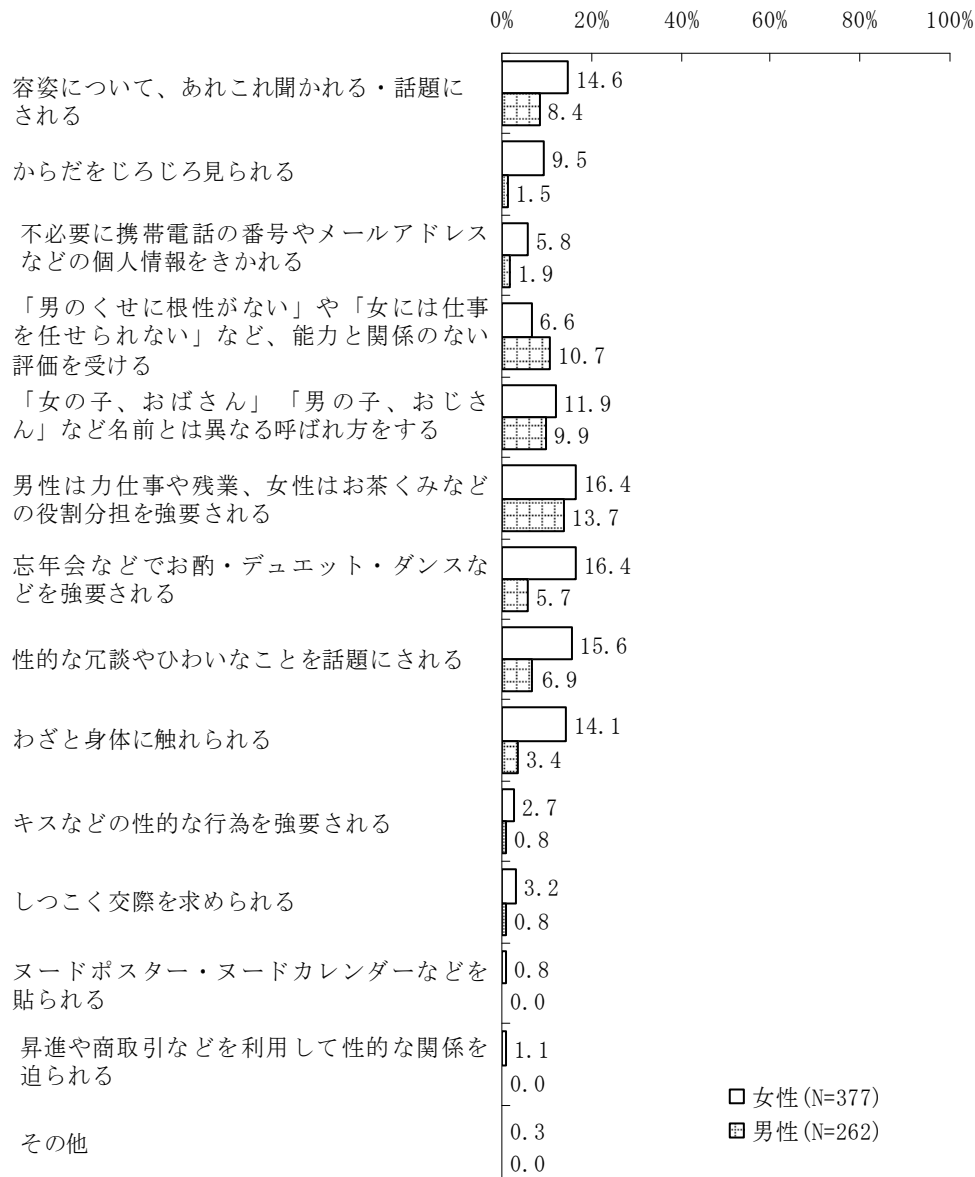 0% 20% 40% 60% 80% 100%
容姿について、あれこれ聞かれる・話題に
される
14.6
8.4
からだをじろじろ見られる
9.5
1.5
不必要に携帯電話の番号やメールアドレス
などの個人情報をきかれる
5.8
1.9
「男のくせに根性がない」や「女には仕事
を任せられない」など、能力と関係のない
評価を受ける
6.6
10.7
「女の子、おばさん」「男の子、おじさ
ん」など名前とは異なる呼ばれ方をする
11.9
9.9
男性は力仕事や残業、女性はお茶くみなど
の役割分担を強要される
16.4
13.7
忘年会などでお酌・デュエット・ダンスな
どを強要される
16.4
5.7
性的な冗談やひわいなことを話題にされる
15.6
6.9
わざと身体に触れられる
14.1
3.4
キスなどの性的な行為を強要される
2.7
0.8
しつこく交際を求められる
3.2
0.8
ヌードポスター・ヌードカレンダーなどを
貼られる
0.8
0.0
昇進や商取引などを利用して性的な関係を
迫られる
1.1
0.0
その他
0.3
0.0
女性(N=377)
男性(N=262)